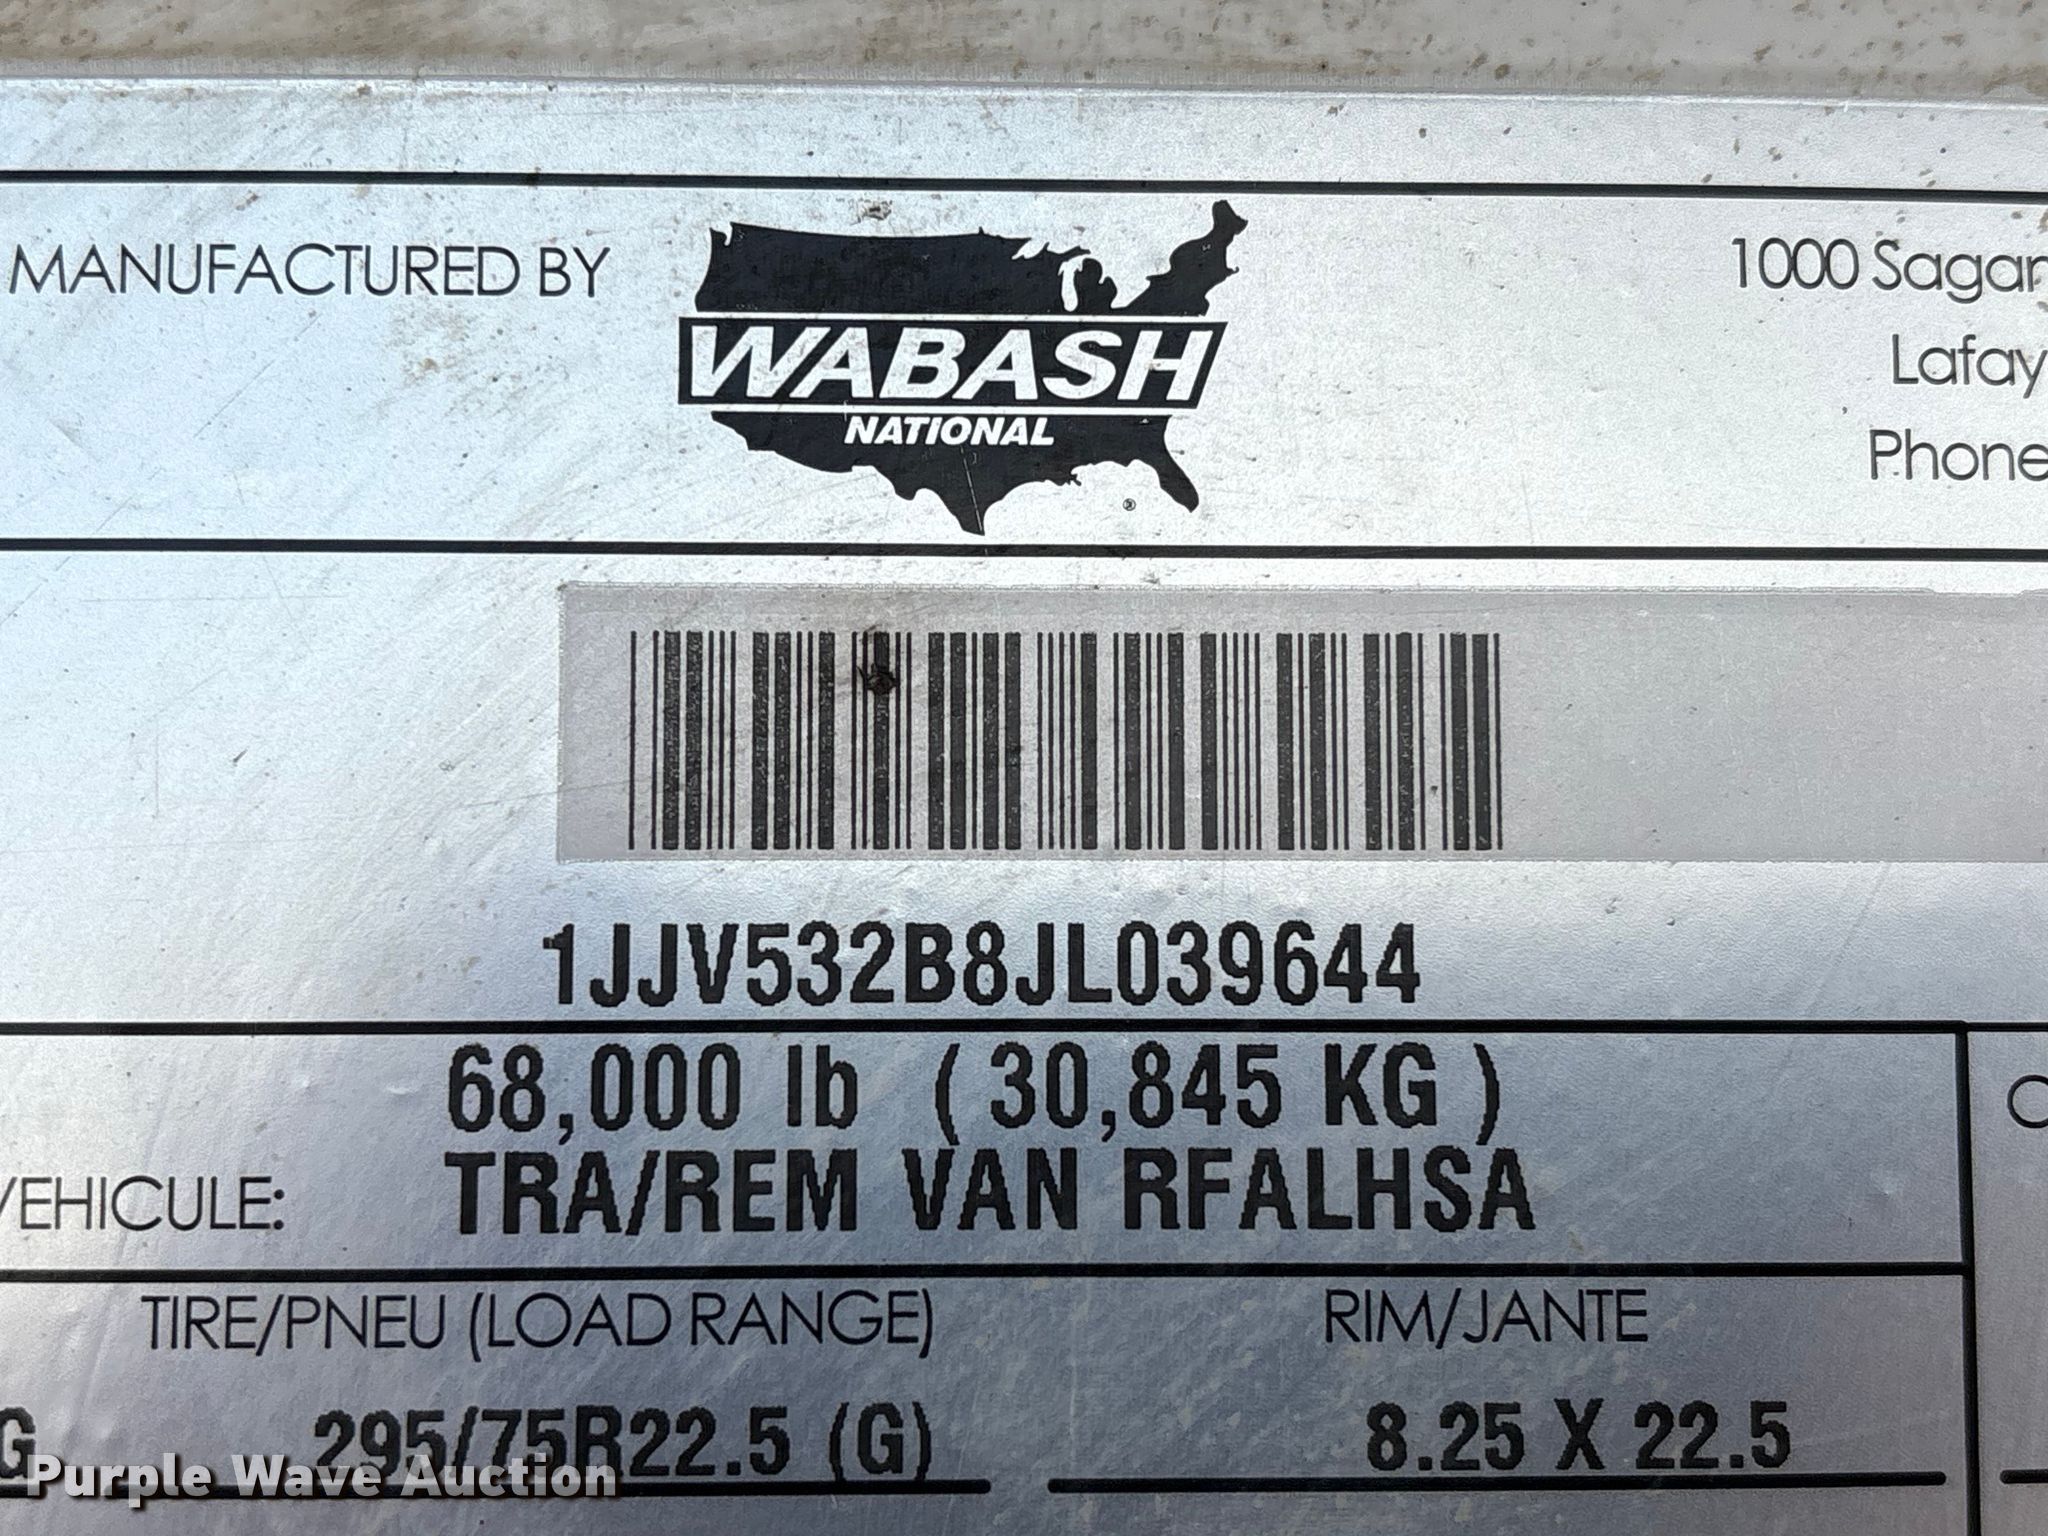 MANUFACTURED BY
WABASH
NATIONAL
®
1000 Sagar
Lafay
Phone
1JJV532B8JL039644
68,000 lb ( 30,845 KG )
VEHICULE: TRA/REM VAN RFALHSA
TIRE/PNEU (LOAD RANGE) RIM/JANTE
G 295/75R22.5 (G) 8.25 X 22.5
Purple Wave Auction